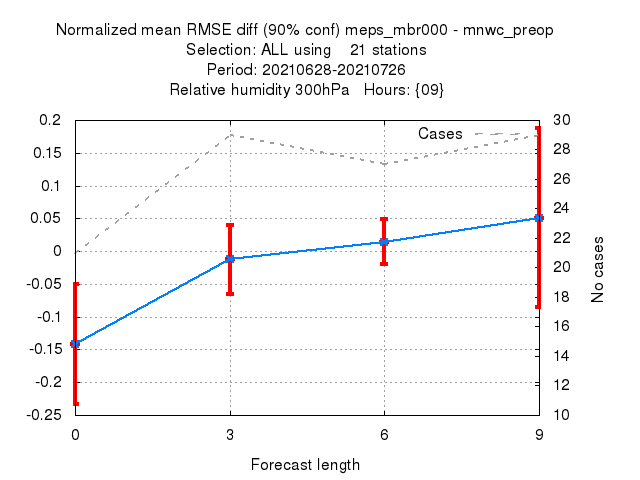 Normalized mean RMSE diff (90% conf) meps_mbr000 - mnwc_preop
Selection: ALL using 21 stations
Period: 20210628-20210726
Relative humidity 300hPa Hours: {09}
0.2
0.15
0.1
0.05
0
-0.05
-0.1
-0.15
-0.2
-0.25
Cases
30
28
26
24
22
20
18
16
14
12
10
No cases
0 3 6 9
Forecast length